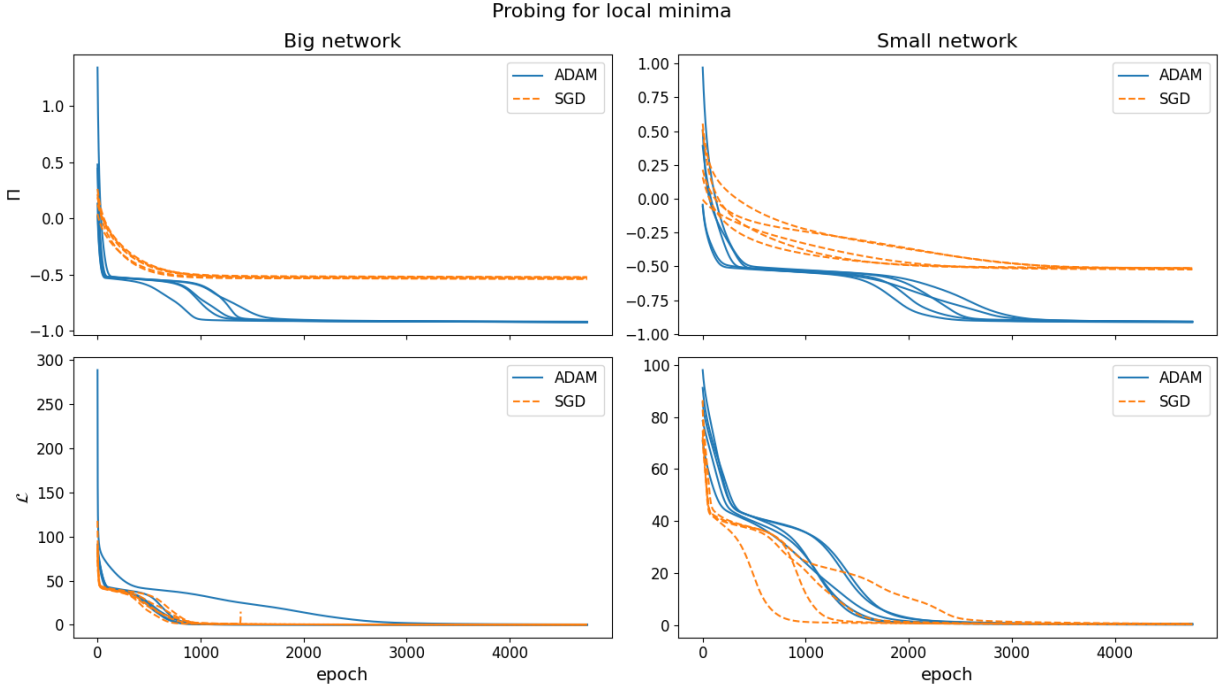 Probing for local minima
Big network
Small network
ADAM
SGD
1.0
0.5
0.0
−0.5
−1.0
Π
ADAM
SGD
1.00
0.75
0.50
0.25
0.00
−0.25
−0.50
−0.75
−1.00
ADAM
SGD
300
250
200
150
100
50
0
ℒ
0 1000 2000 3000 4000
epoch
ADAM
SGD
100
80
60
40
20
0
0 1000 2000 3000 4000
epoch